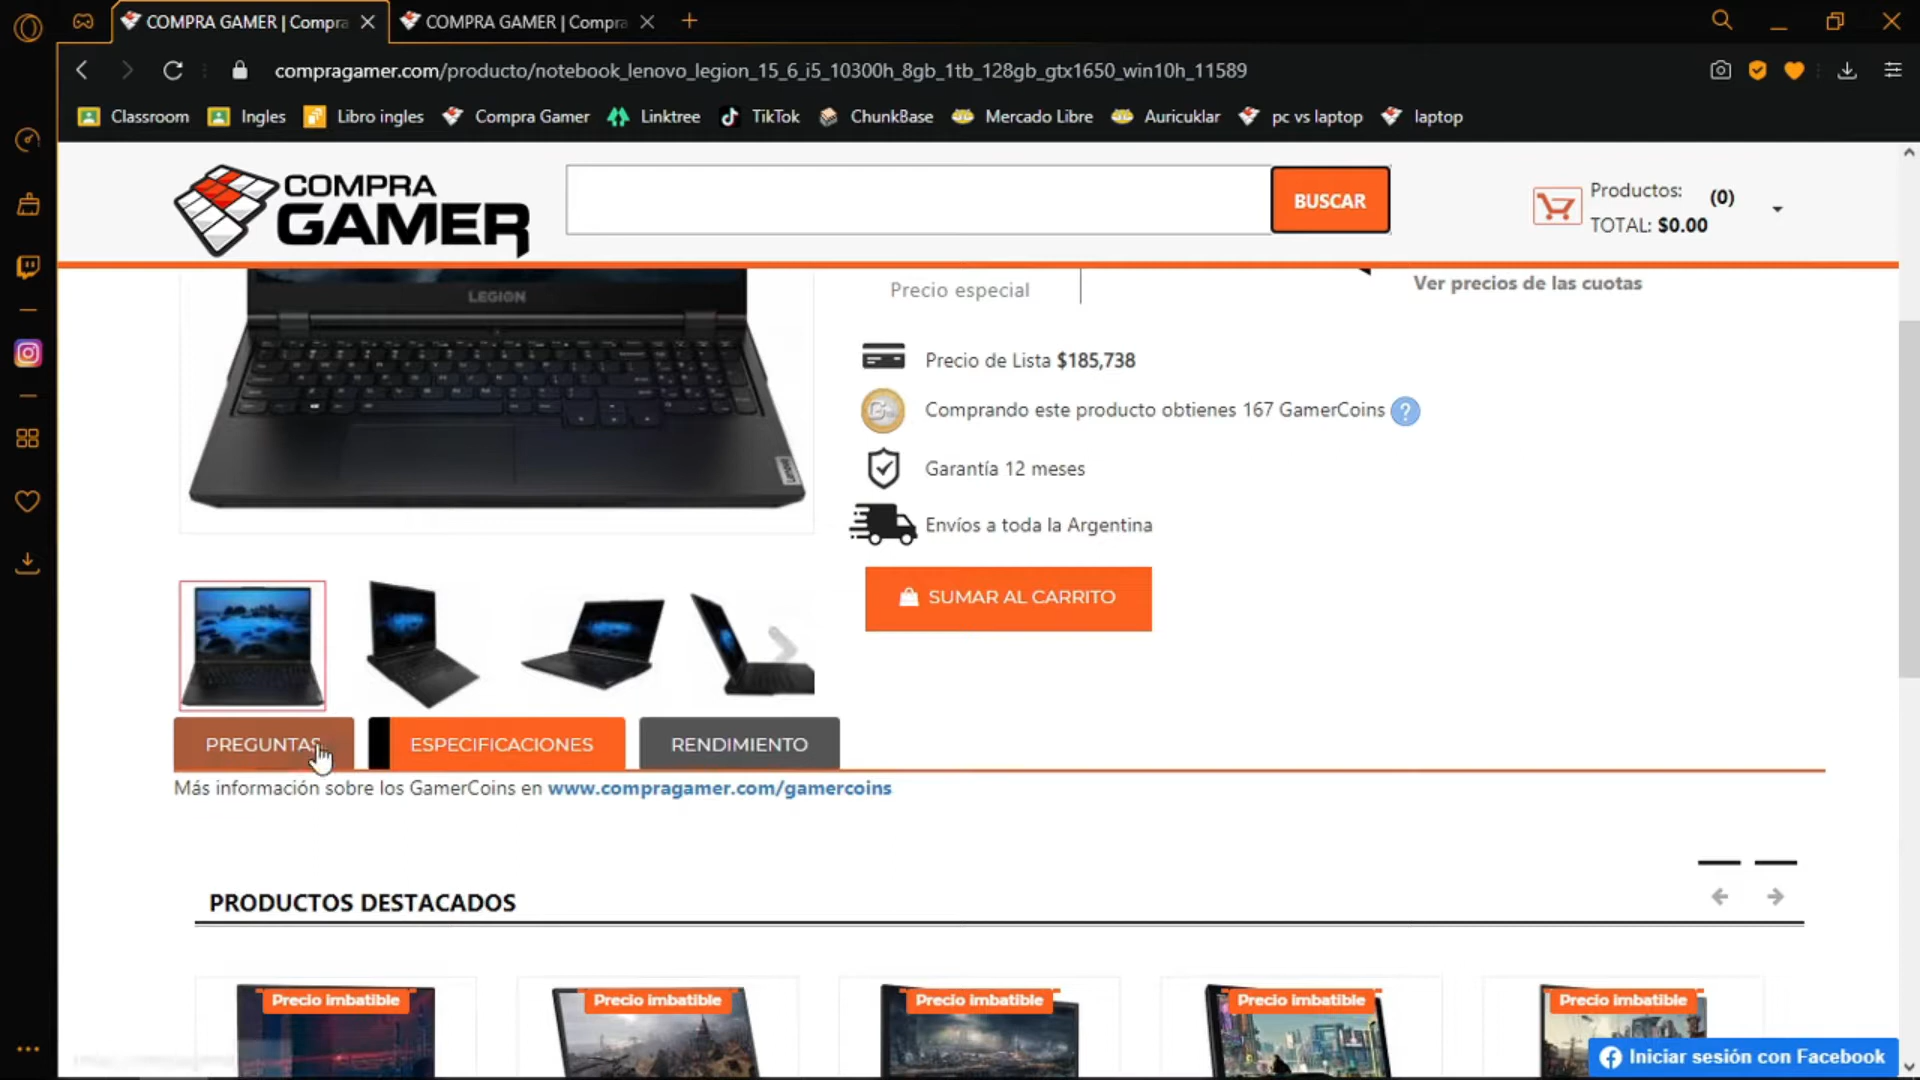 COMPRA GAMER | Compra
COMPRA GAMER | Compra
compragamer.com/producto/notebook_lenovo_legion_15_6_i5_10300h_8gb_1tb_128gb_gtx1650_win10h_11589
Classroom Ingles Libro ingles Compra Gamer Linktree TikTok ChunkBase Mercado Libre Auricuklar pc vs laptop laptop
COMPRA
GAMER
BUSCAR
Productos: (0)
TOTAL: $0.00
LEGION
Lenovo
Precio especial
Ver precios de las cuotas
Precio de Lista $185,738
Comprando este producto obtienes 167 GamerCoins ?
Garantía 12 meses
Envíos a toda la Argentina
SUMAR AL CARRITO
PREGUNTAS ESPECIFICACIONES RENDIMIENTO
Más información sobre los GamerCoins en www.compragamer.com/gamercoins
PRODUCTOS DESTACADOS
Precio imbatible Precio imbatible Precio imbatible Precio imbatible Precio imbatible
Iniciar sesión con Facebook